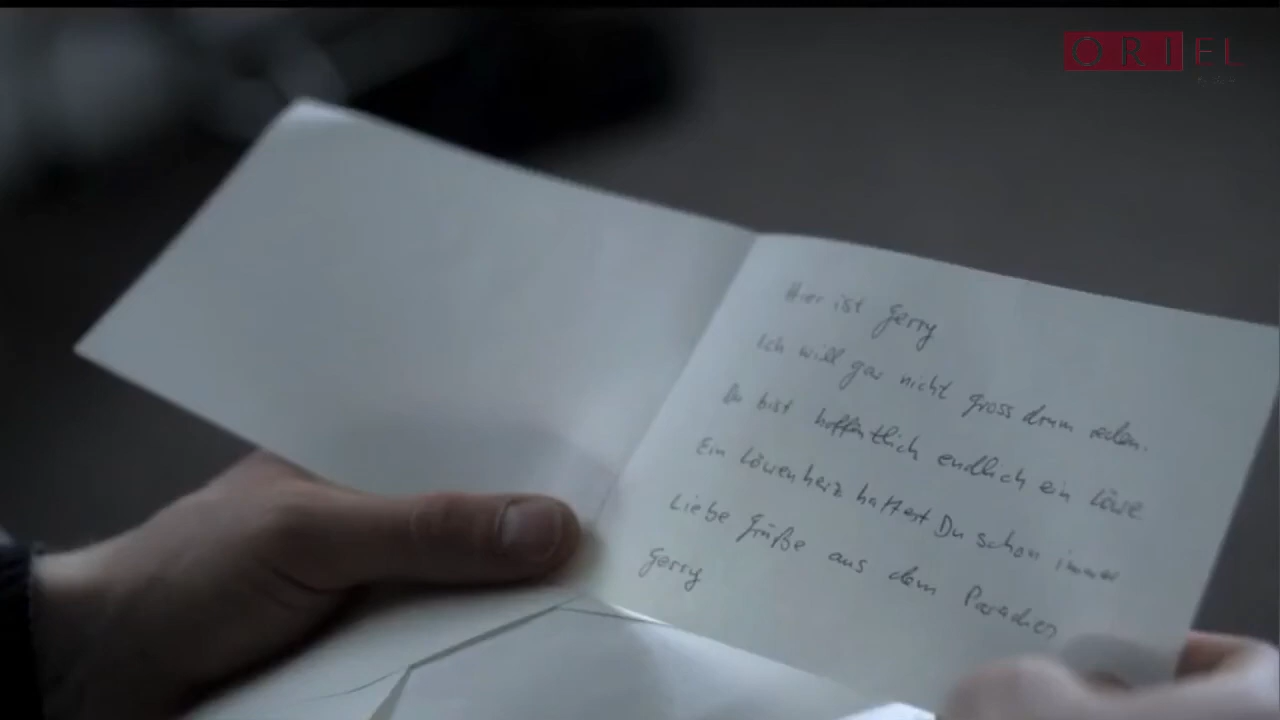 ORIEL
Hier ist Gerry
Ich will gar nicht gross drum reden.
Du bist hoffentlich endlich ein Löwe.
Ein Löwenherz hattest Du schon immer
Liebe Grüße aus dem Paradies
Gerry